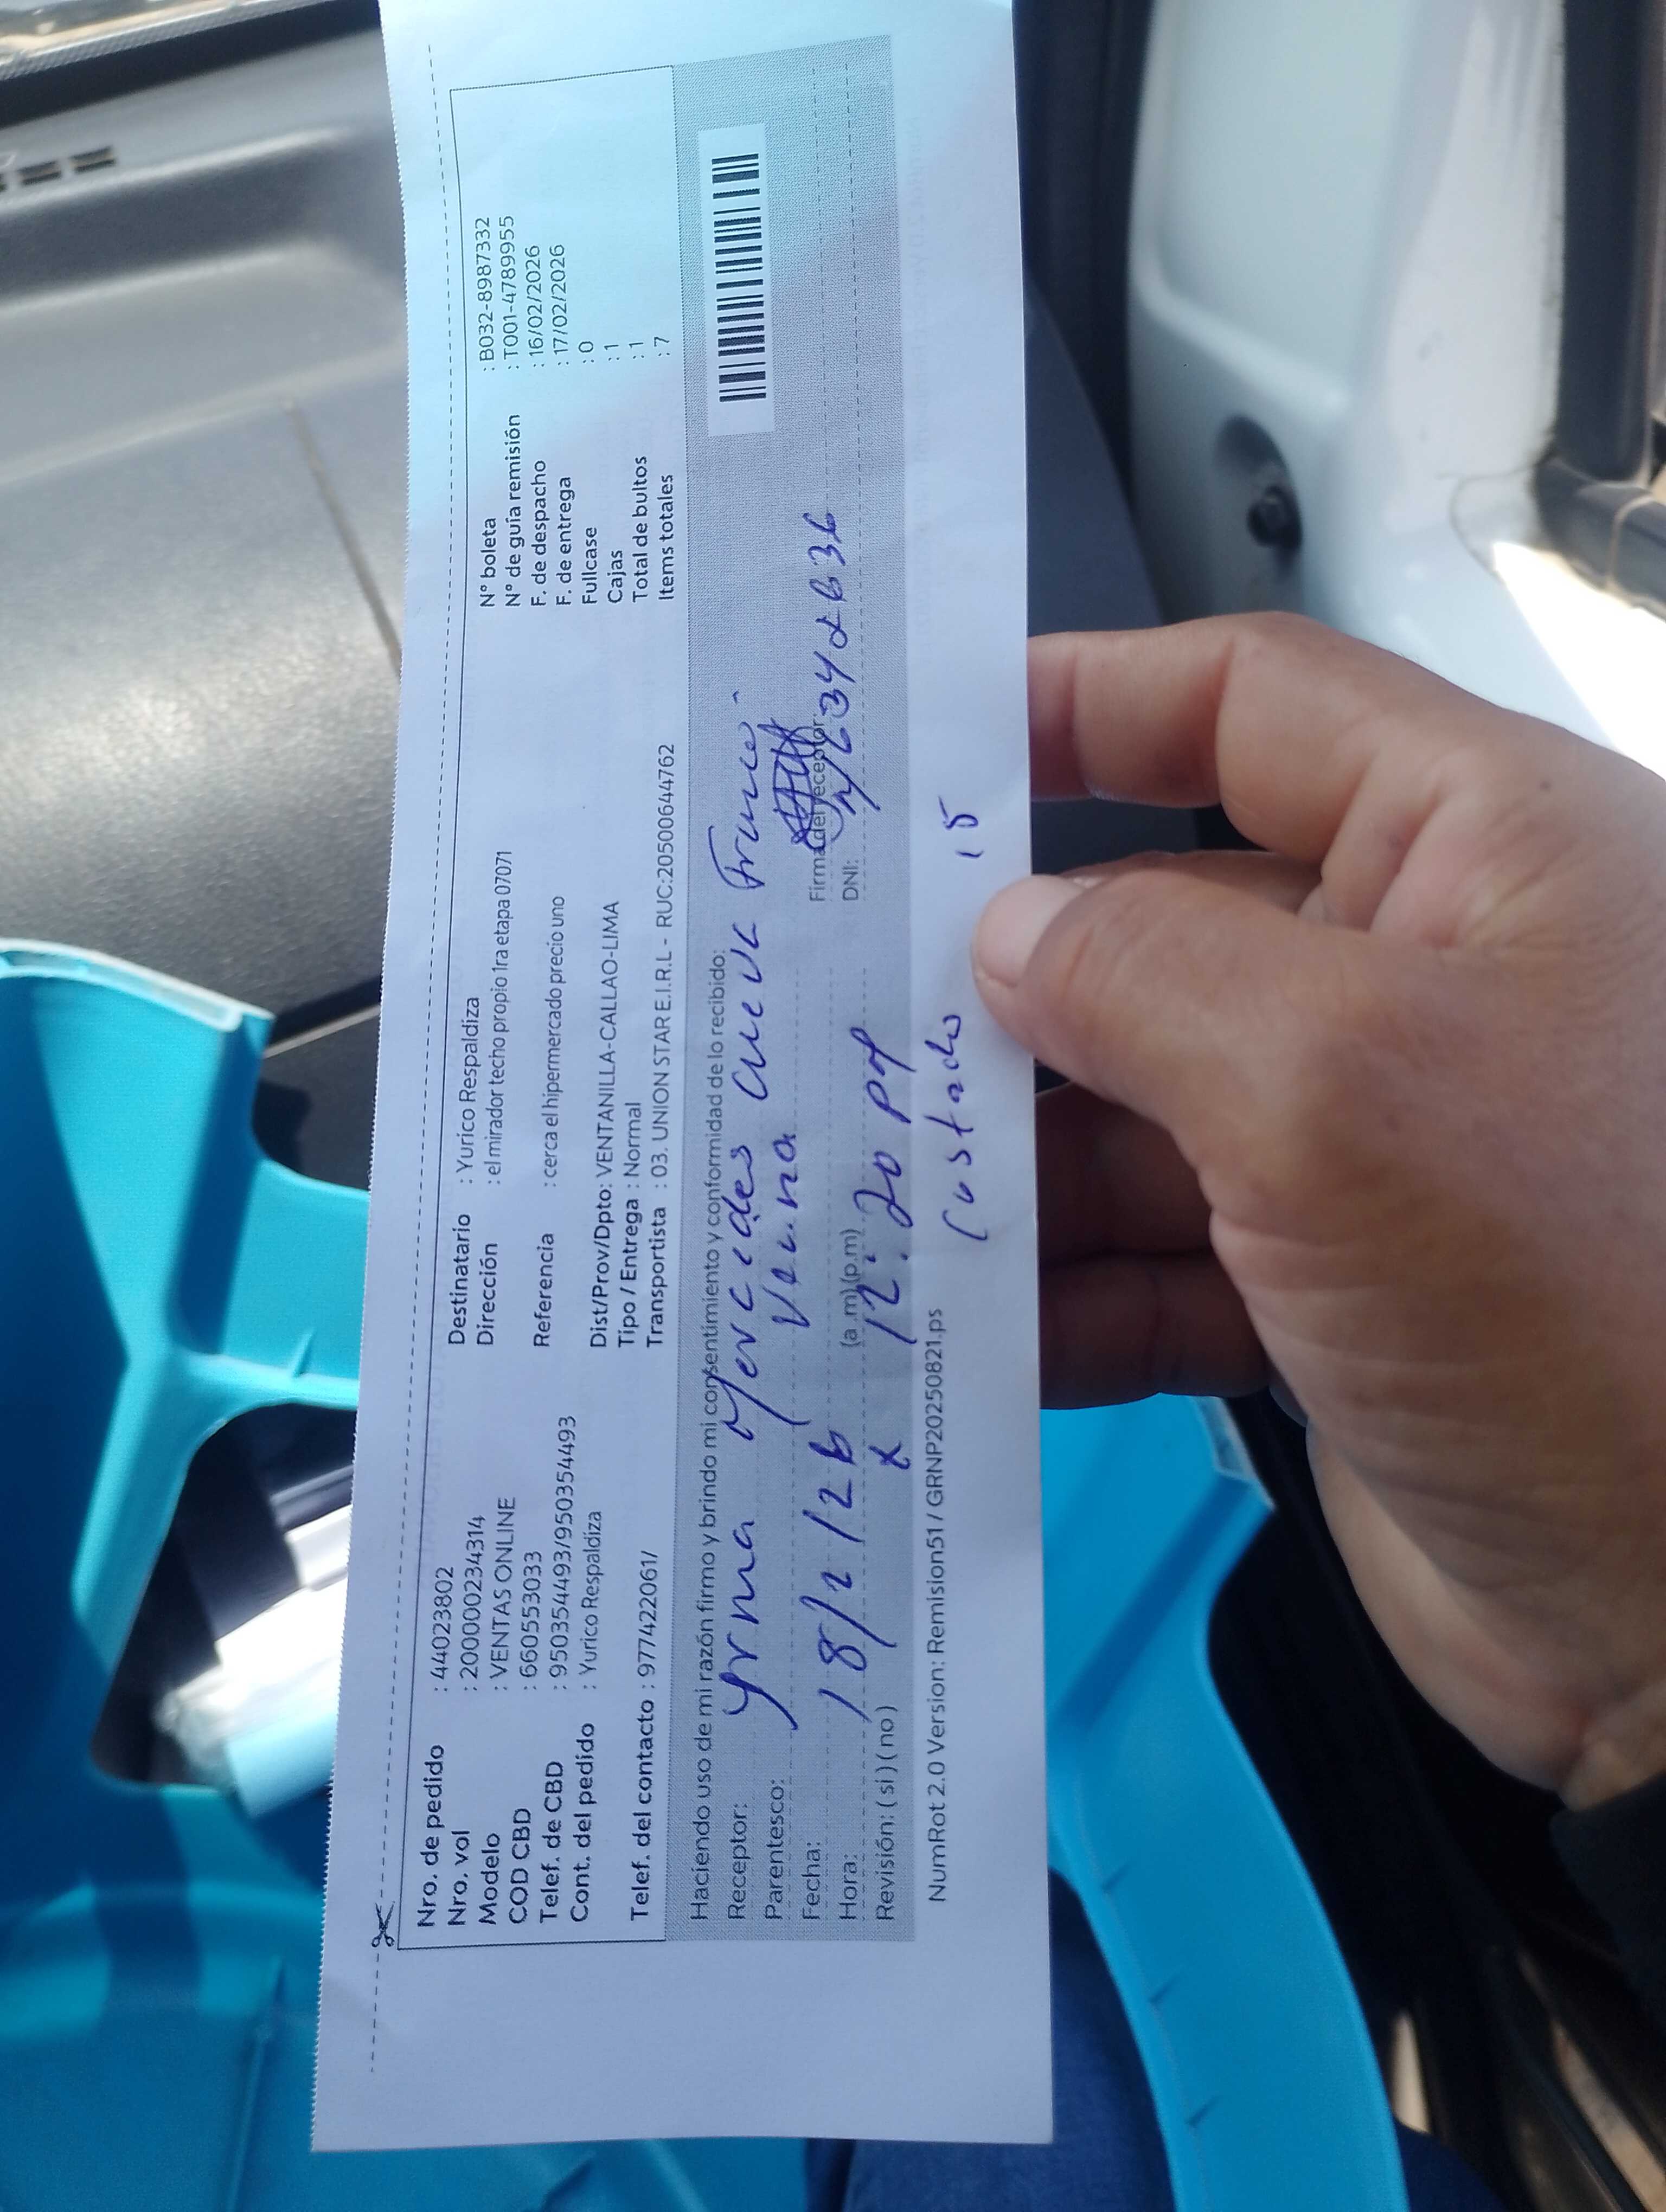 Nro. de pedido : 44023802
Nro. vol : 200000234314
Modelo : VENTAS ONLINE
COD CBD : 660553033
Telef. de CBD : 950354493/950354493
Cont. del pedido : Yurico Respaldiza
Telef. del contacto : 977422061/
Destinatario : Yurico Respaldiza
Dirección : el mirador techo propio 1ra etapa 07071
Referencia : cerca el hipermercado precio uno
Dist/Prov/Dpto: VENTANILLA-CALLAO-LIMA
Tipo / Entrega : Normal
Transportista : 03. UNION STAR E.I.R.L - RUC:20500644762
N° boleta : B032-8987332
N° de guía remisión : T001-4789955
F. de despacho : 16/02/2026
F. de entrega : 17/02/2026
Fullcase : 0
Cajas : 1
Total de bultos : 1
Items totales : 7
Haciendo uso de mi razón firmo y brindo mi consentimiento y conformidad de lo recibido:
Receptor: Yrma Mercedes
Parentesco: Vecina
Fecha: 18/2/26
Firma del receptor
Hora: (a.m)(p.m) 12:20 PM
DNI:
Revisión: ( si ) ( no ) x
NumRot 2.0 Version: Remision51 / GRNP20250821.ps
Costado 15